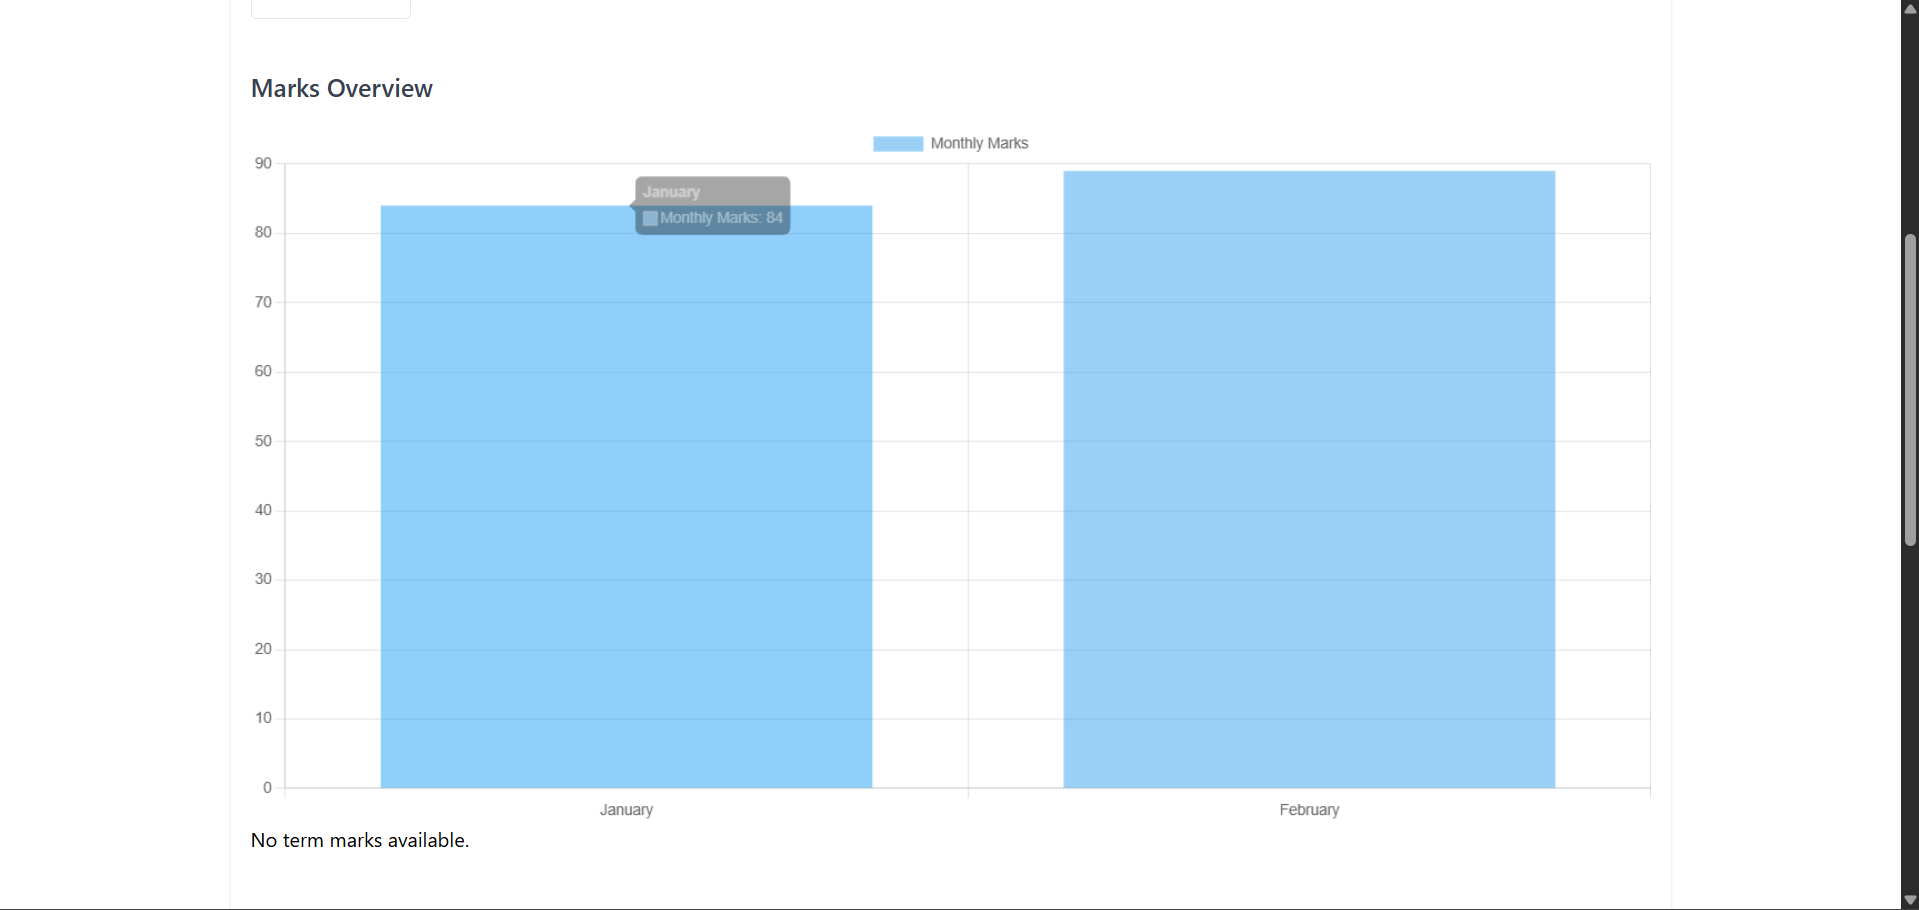 Marks Overview
Monthly Marks
90
January
Monthly Marks: 84
80
70
60
50
40
30
20
10
0
January
February
No term marks available.